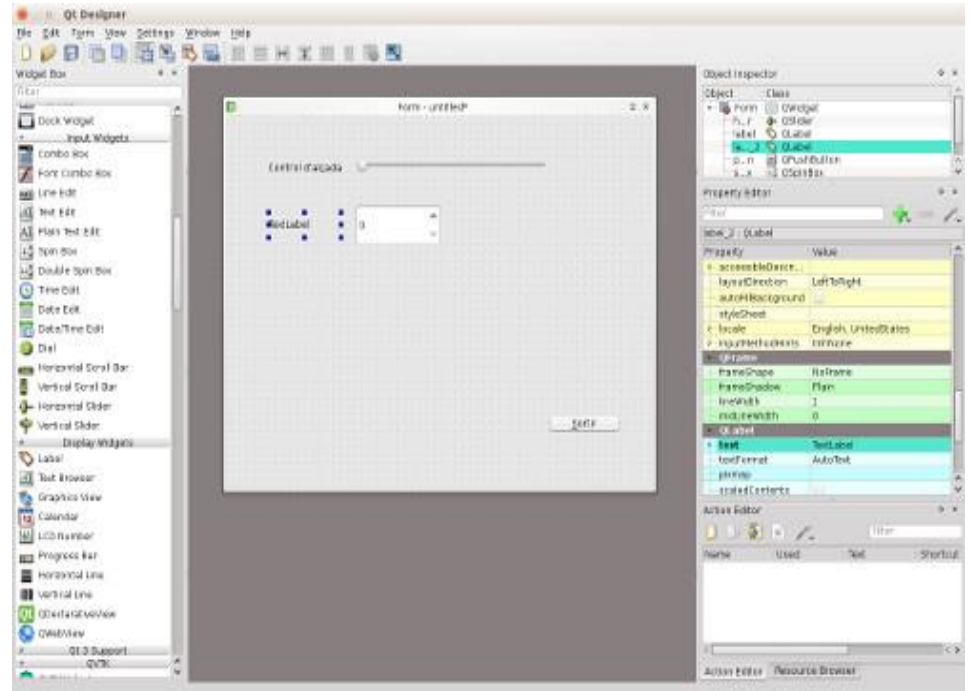 Qt Designer
File Edit Form View Settings Window Help
Widget Box
Filter
Dock Widget
Input Widgets
Combo Box
Font Combo Box
Line Edit
Text Edit
Plain Text Edit
Spin Box
Double Spin Box
Time Edit
Date Edit
Date/Time Edit
Dial
Horizontal Scroll Bar
Vertical Scroll Bar
Horizontal Slider
Vertical Slider
Display Widgets
Label
Text Browser
Graphics View
Calendar
LCD Number
Progress Bar
Horizontal Line
Vertical Line
QDeclarativeView
QWebView
Qt 3 Support
QVTK
Form - untitled*
Control d'alçada
TextLabel
0
Sortir
Object Inspector
Object Class
Form QWidget
h...r QSlider
label QLabel
la..._2 QLabel
p...n QPushButton
s...x QSpinBox
Property Editor
Filter
label_2 : QLabel
Property Value
accessibleDescr...
layoutDirection LeftToRight
autoFillBackground
styleSheet
locale English, UnitedStates
inputMethodHints ImhNone
QFrame
frameShape NoFrame
frameShadow Plain
lineWidth 1
midLineWidth 0
QLabel
text TextLabel
textFormat AutoText
pixmap
scaledContents
Action Editor
Filter
Name Used Text Shortcut
Action Editor Resource Browser